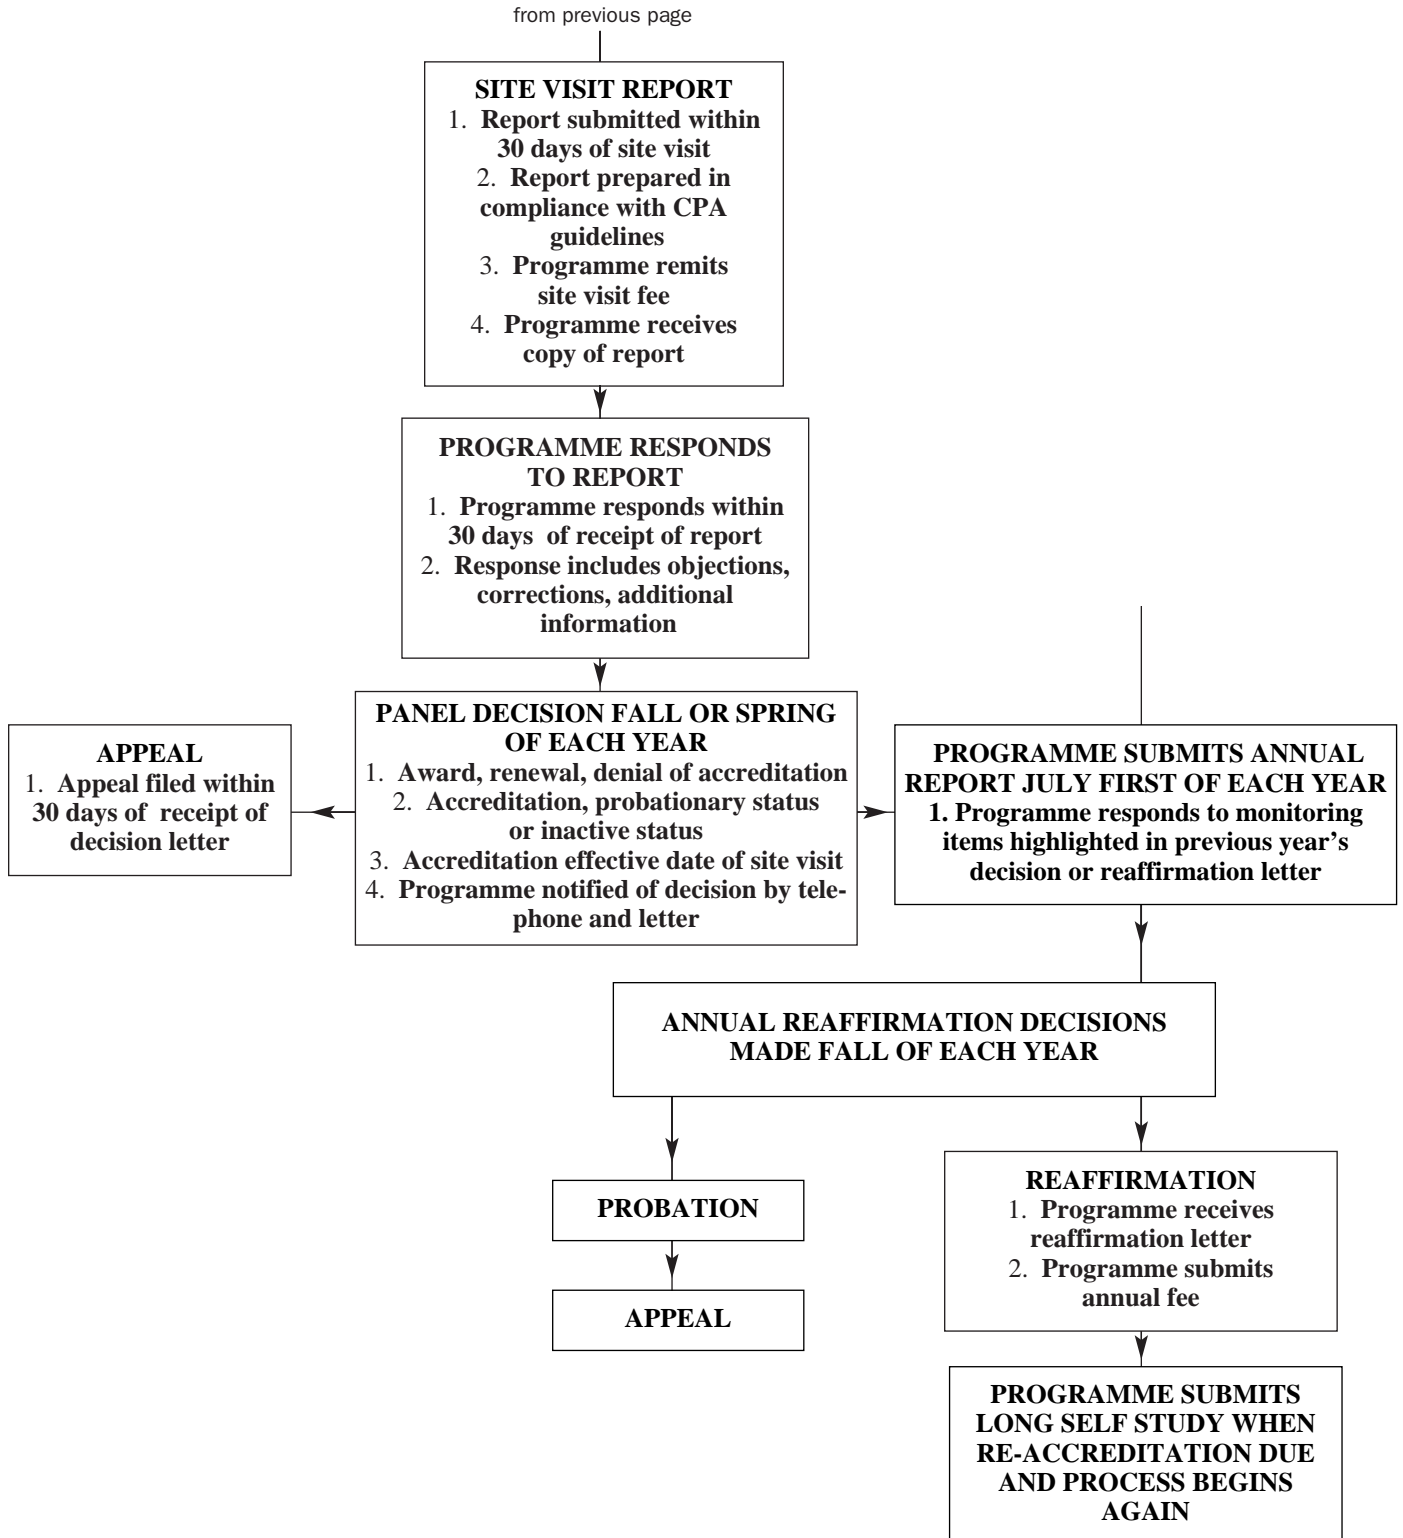 from previous page
SITE VISIT REPORT
1. Report submitted within
30 days of site visit
2. Report prepared in
compliance with CPA
guidelines
3. Programme remits
site visit fee
4. Programme receives
copy of report
PROGRAMME RESPONDS
TO REPORT
1. Programme responds within
30 days of receipt of report
2. Response includes objections,
corrections, additional
information
APPEAL
1. Appeal filed within
30 days of receipt of
decision letter
PANEL DECISION FALL OR SPRING
OF EACH YEAR
1. Award, renewal, denial of accreditation
2. Accreditation, probationary status
or inactive status
3. Accreditation effective date of site visit
4. Programme notified of decision by tele-
phone and letter
PROGRAMME SUBMITS ANNUAL
REPORT JULY FIRST OF EACH YEAR
1. Programme responds to monitoring
items highlighted in previous year’s
decision or reaffirmation letter
ANNUAL REAFFIRMATION DECISIONS
MADE FALL OF EACH YEAR
PROBATION
APPEAL
REAFFIRMATION
1. Programme receives
reaffirmation letter
2. Programme submits
annual fee
PROGRAMME SUBMITS
LONG SELF STUDY WHEN
RE-ACCREDITATION DUE
AND PROCESS BEGINS
AGAIN